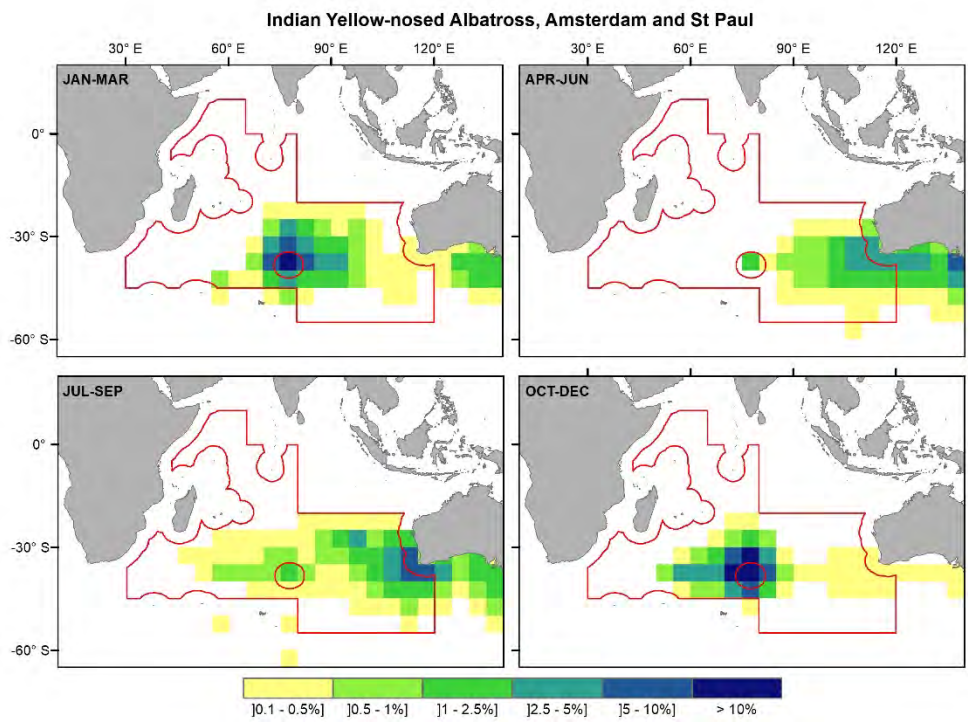 Indian Yellow-nosed Albatross, Amsterdam and St Paul
30° E 60° E 90° E 120° E 30° E 60° E 90° E 120° E
JAN-MAR APR-JUN
0°
-30°
-60° S
JUL-SEP OCT-DEC
0°
-30°
-60° S
]0.1 - 0.5%] ]0.5 - 1%] ]1 - 2.5%] ]2.5 - 5%] ]5 - 10%] > 10%